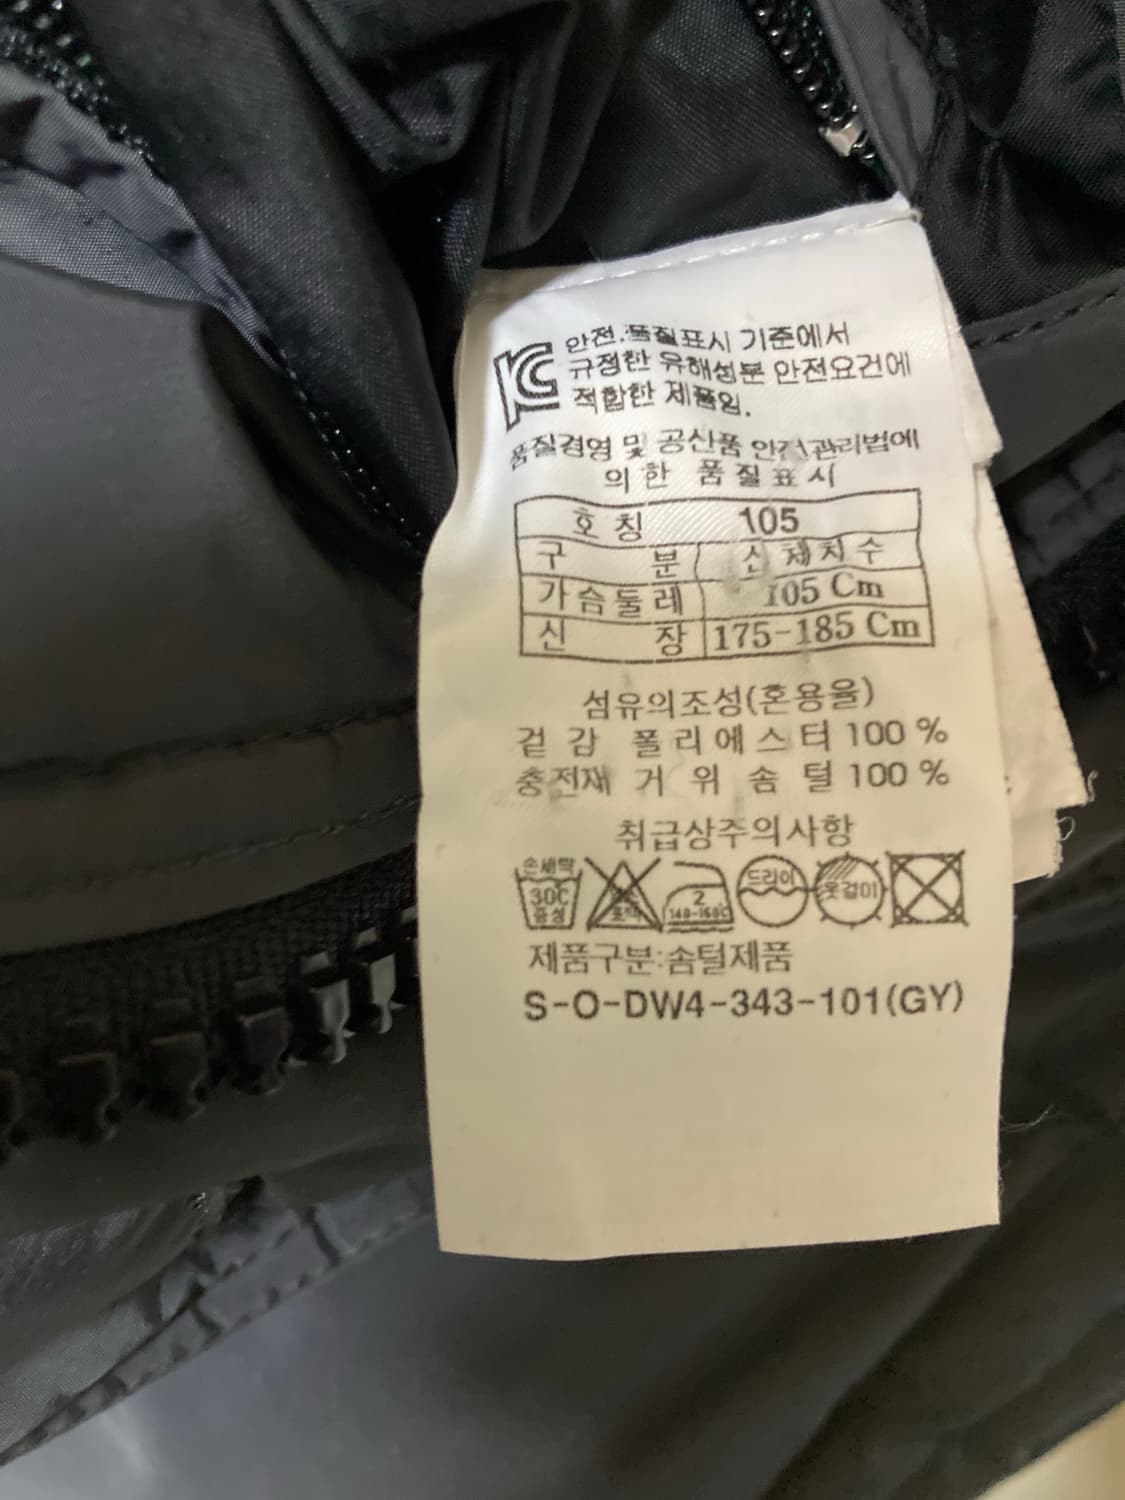 안전.품질표시 기준에서
규정한 유해성분 안전요건에
적합한 제품임.
품질경영 및 공산품 안전관리법에
의한 품질표시
호칭 105
구분 신체치수
가슴둘레 105 Cm
신장 175-185 Cm
섬유의조성(혼용율)
겉감 폴리에스터 100 %
충전재 거위솜털 100 %
취급상주의사항
손세탁 30C 중성 2 140-160℃ 드라이 옷걸이
제품구분:솜털제품
S-O-DW4-343-101(GY)